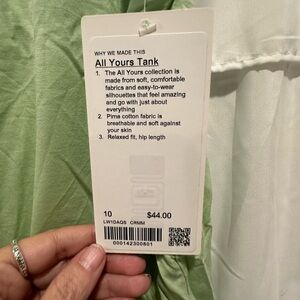 WHY WE MADE THIS
All Yours Tank
1. The All Yours collection is
made from soft, comfortable
fabrics and easy-to-wear
silhouettes that feel amazing
and go with just about
everything
2. Pima cotton fabric is
breathable and soft against
your skin
3. Relaxed fit, hip length
10 $44.00
LW1DAQS CRMM
000142300801